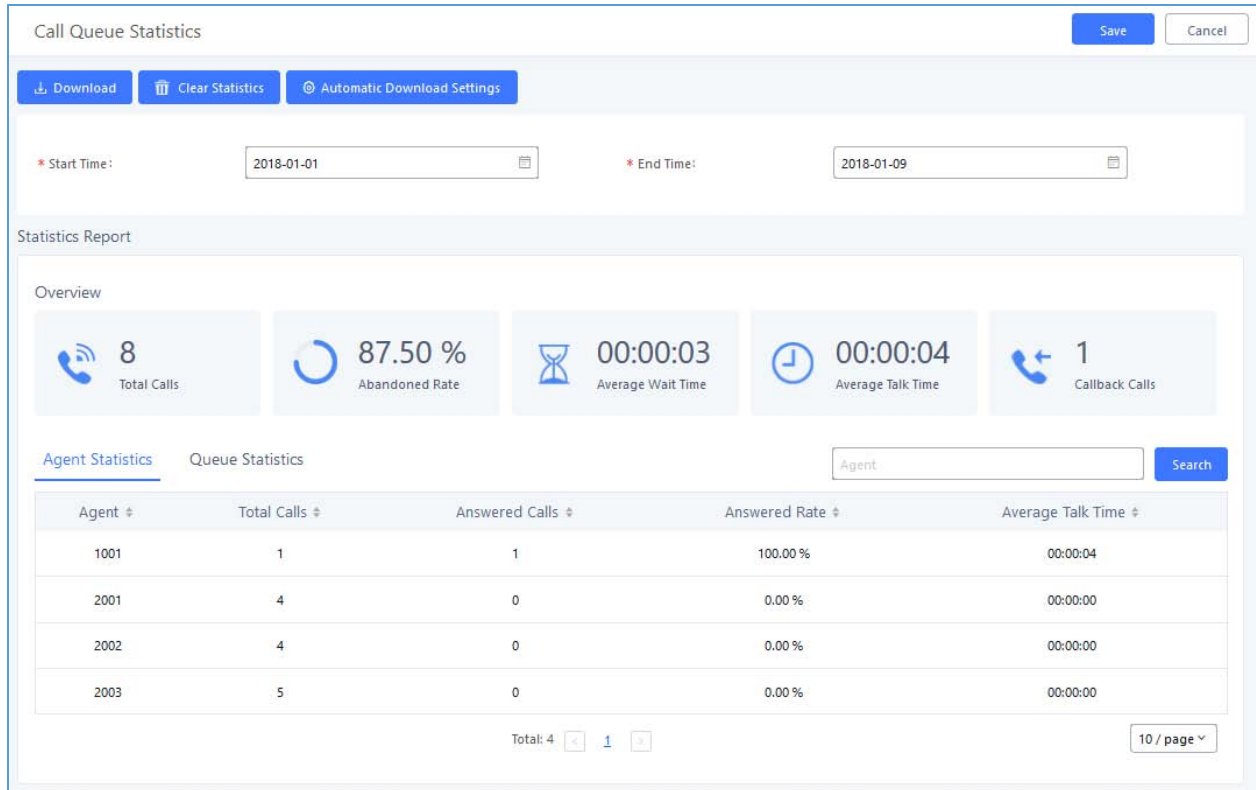 Call Queue Statistics Save Cancel
Download Clear Statistics Automatic Download Settings
* Start Time: 2018-01-01 * End Time: 2018-01-09
Statistics Report
Overview
8 87.50 % 00:00:03 00:00:04 1
Total Calls Abandoned Rate Average Wait Time Average Talk Time Callback Calls
Agent Statistics Queue Statistics Agent Search
Agent Total Calls Answered Calls Answered Rate Average Talk Time
1001 1 1 100.00 % 00:00:04
2001 4 0 0.00 % 00:00:00
2002 4 0 0.00 % 00:00:00
2003 5 0 0.00 % 00:00:00
Total: 4 < 1 > 10 / page